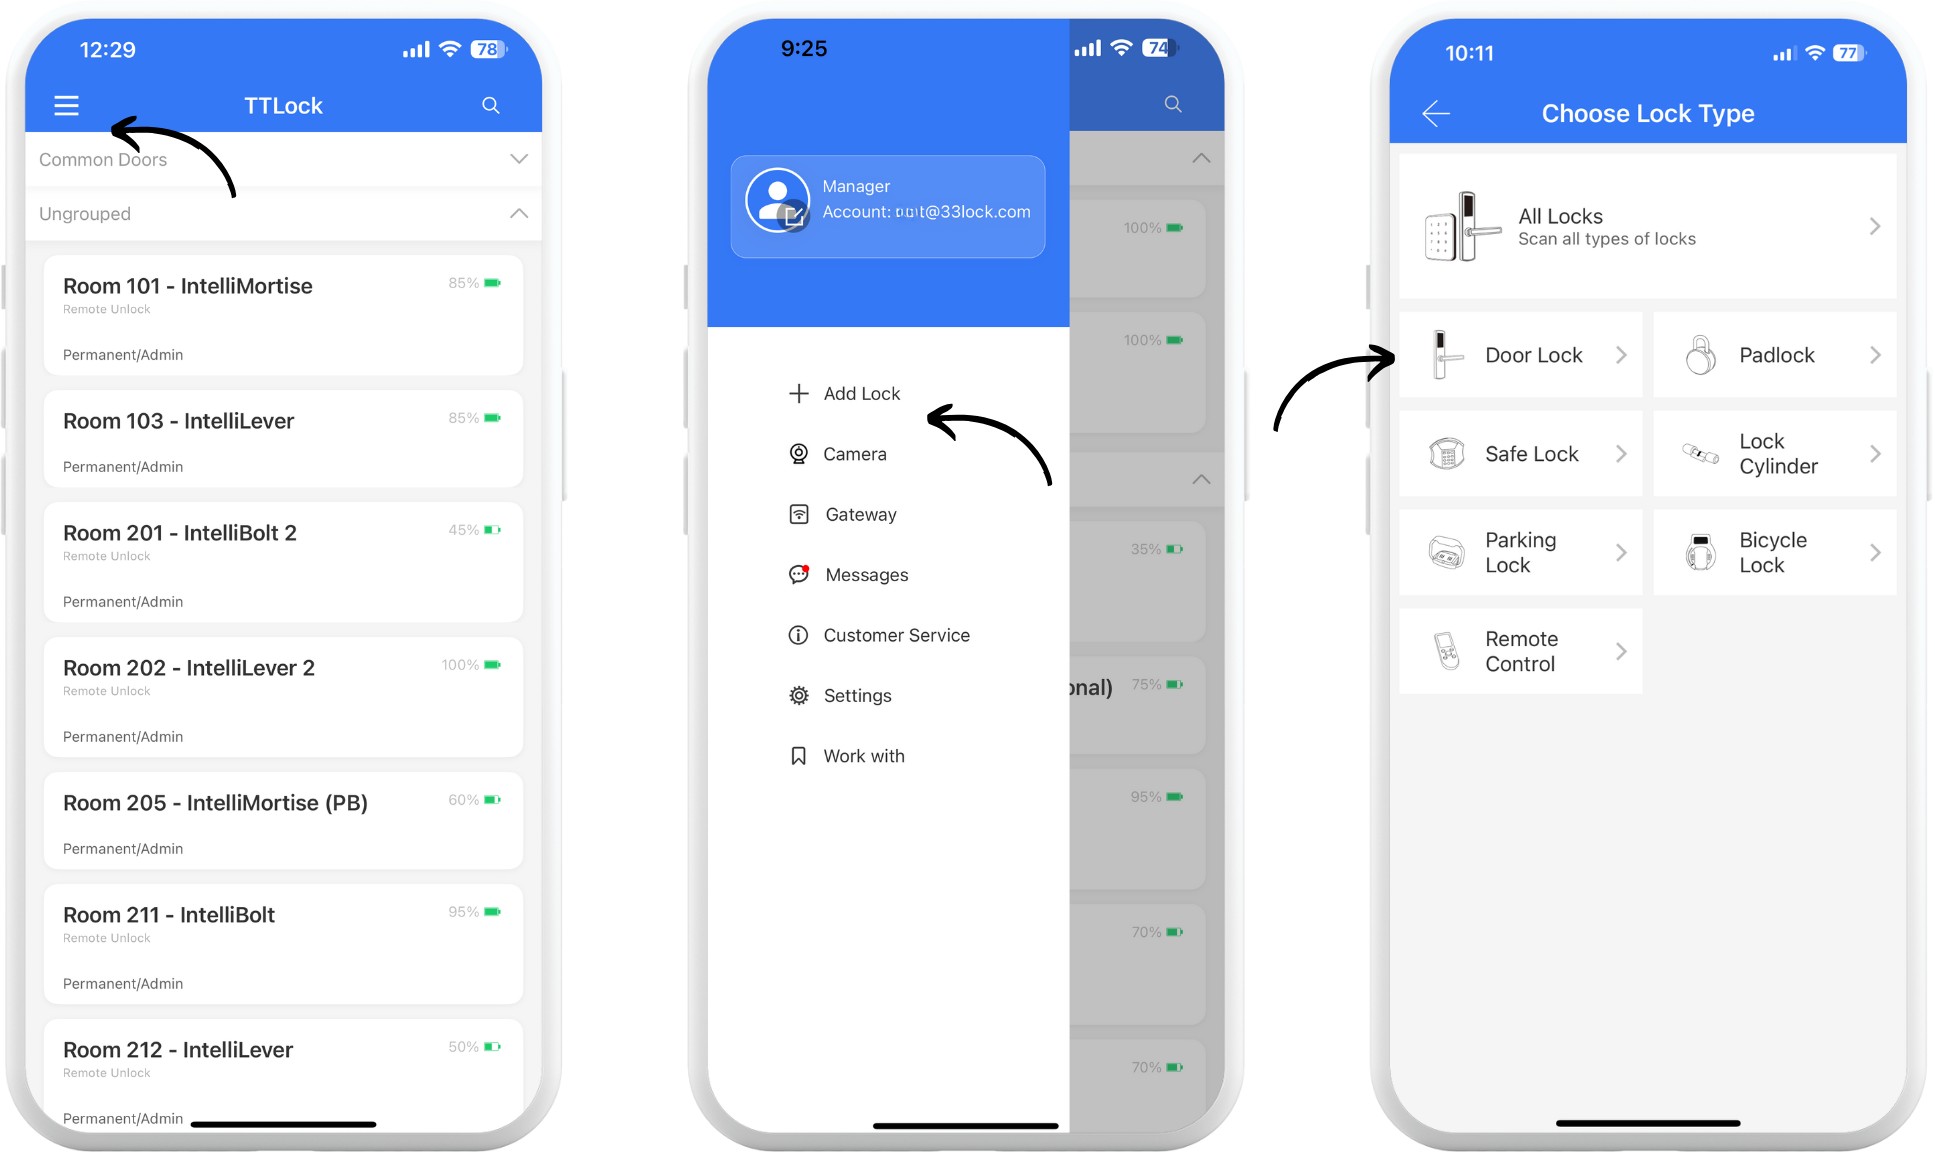 12:29
78
TTLock
Common Doors
Ungrouped
Room 101 - IntelliMortise
85%
Remote Unlock
Permanent/Admin
Room 103 - IntelliLever
85%
Permanent/Admin
Room 201 - IntelliBolt 2
45%
Remote Unlock
Permanent/Admin
Room 202 - IntelliLever 2
100%
Remote Unlock
Permanent/Admin
Room 205 - IntelliMortise (PB)
60%
Permanent/Admin
Room 211 - IntelliBolt
95%
Remote Unlock
Permanent/Admin
Room 212 - IntelliLever
50%
Remote Unlock
Permanent/Admin
9:25
74
Manager
Account:
Add Lock
Camera
Gateway
Messages
Customer Service
Settings
Work with
100%
100%
35%
onal)
75%
95%
70%
70%
10:11
77
Choose Lock Type
All Locks
Scan all types of locks
Door Lock
Padlock
Safe Lock
Lock
Cylinder
Parking
Lock
Bicycle
Lock
Remote
Control